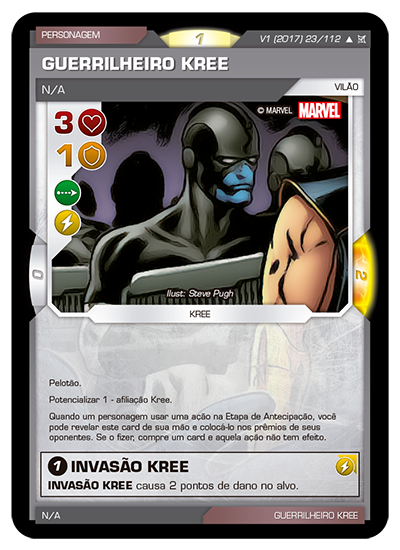 PERSONAGEM
1
V1 (2017) 23/112 ▲
GUERRILHEIRO KREE
N/A
VILÃO
© MARVEL MARVEL
3
1
0
2
Ilust: Steve Pugh
KREE
Pelotão.
Potencializar 1 - afiliação Kree.
Quando um personagem usar uma ação na Etapa de Antecipação, você
pode revelar este card de sua mão e colocá-lo nos prêmios de seus
oponentes. Se o fizer, compre um card e aquela ação não tem efeito.
1 INVASÃO KREE
INVASÃO KREE causa 2 pontos de dano no alvo.
N/A
GUERRILHEIRO KREE